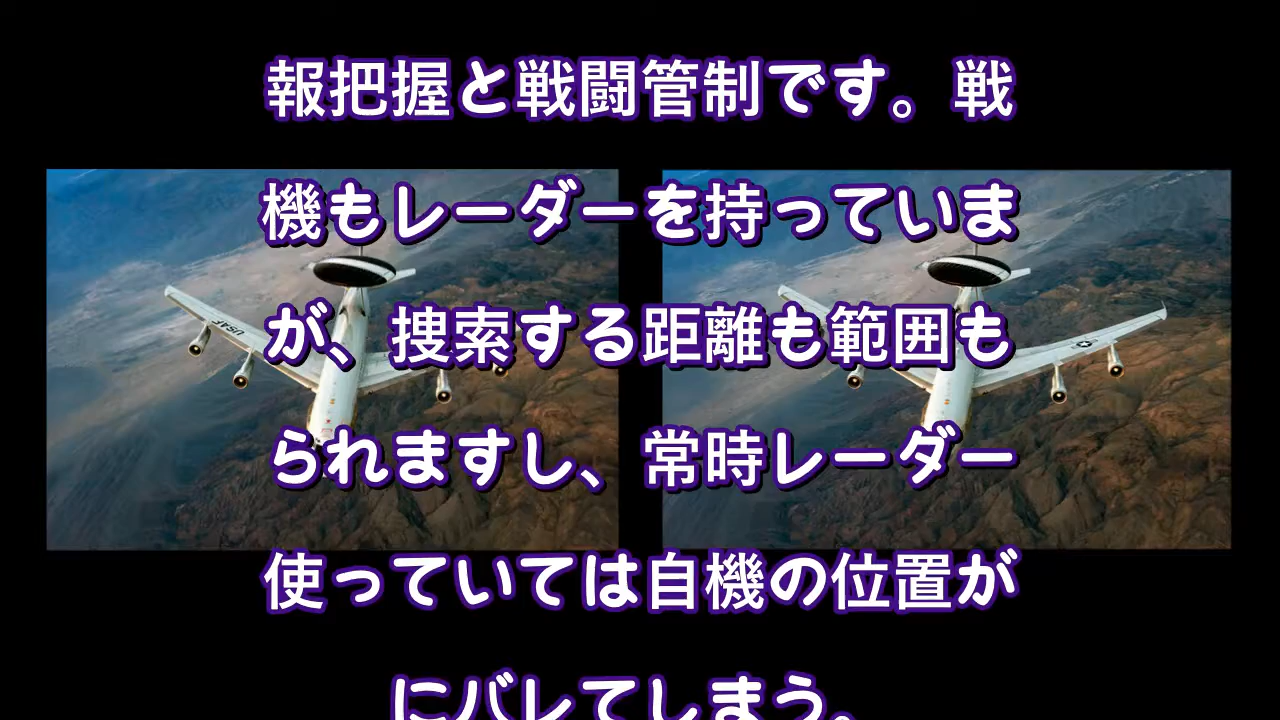 報把握と戦闘管制です。戦
機もレーダーを持っていま
が、捜索する距離も範囲も
られますし、常時レーダー
使っていては自機の位置が
にバレてしまう。
USAF